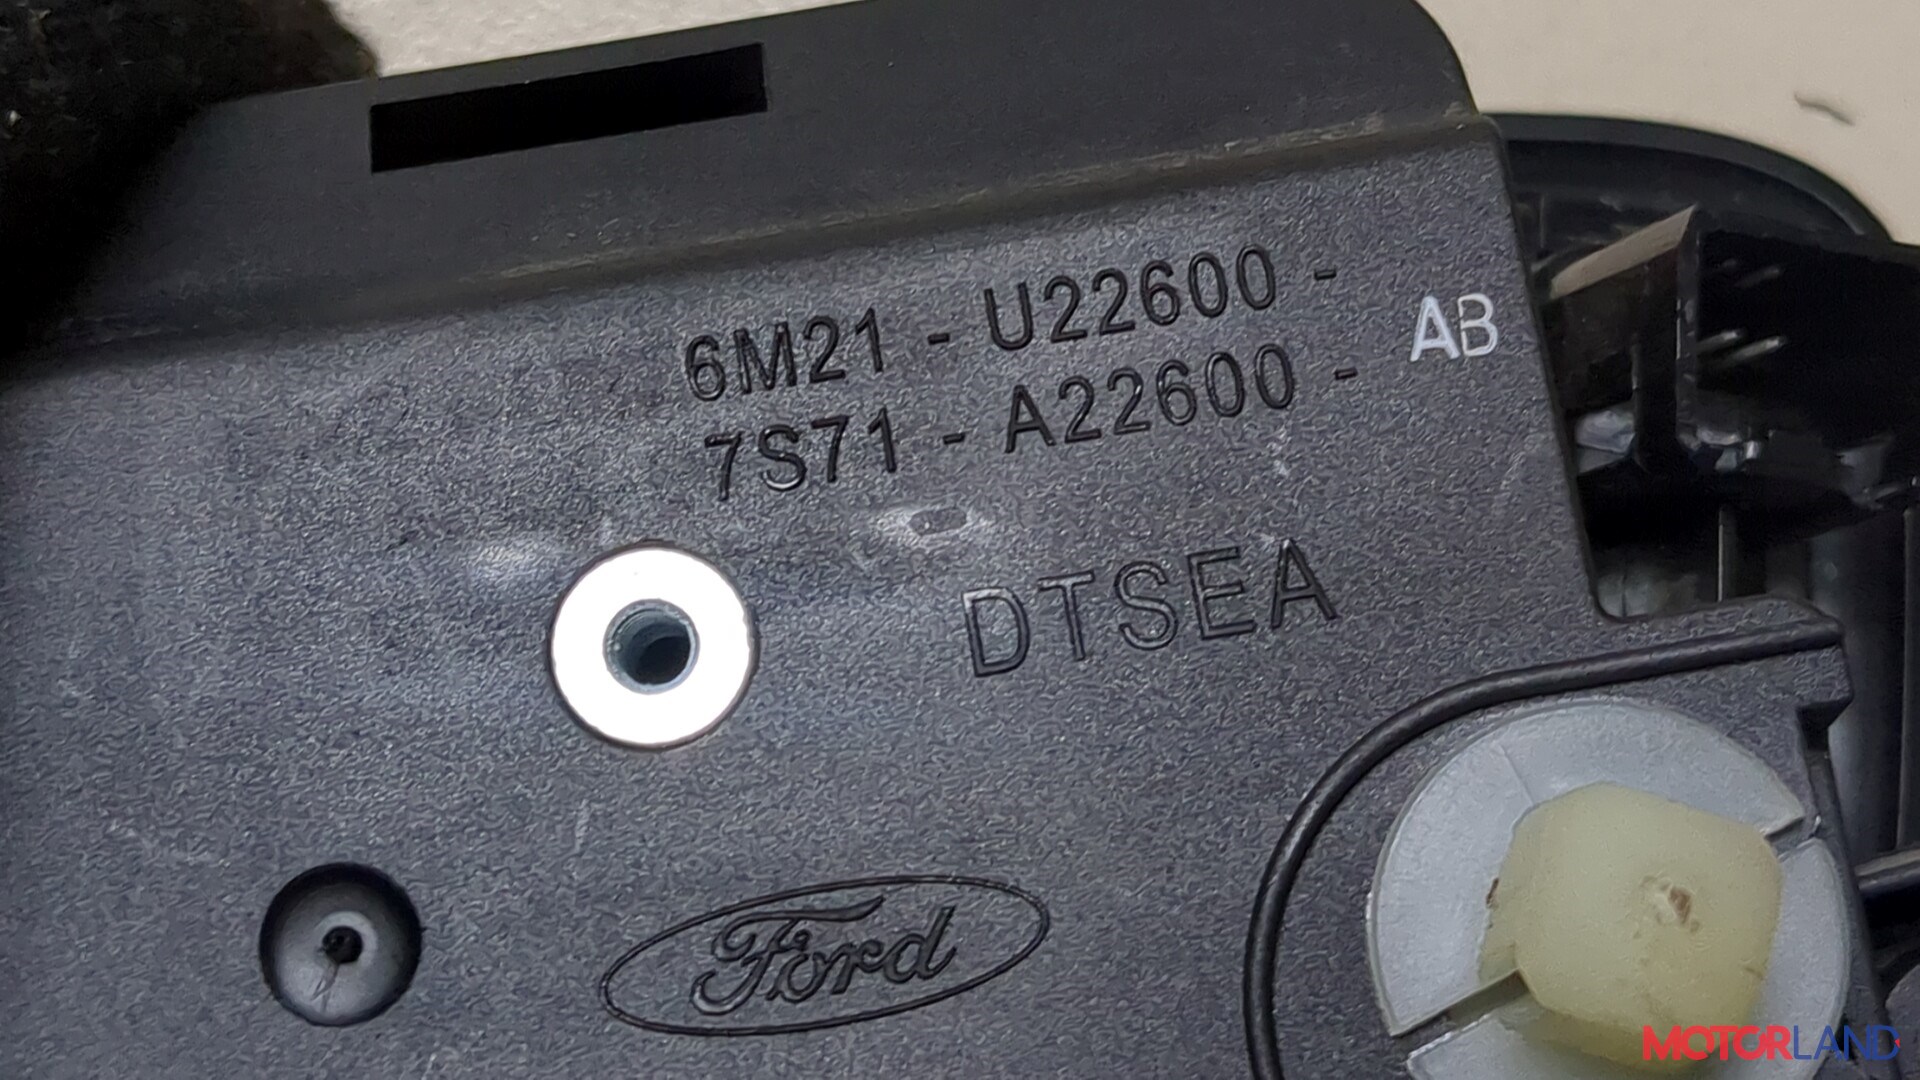 6M21 - U22600 -
7S71 - A22600 -
AB
DTSEA
Ford
MOTORLAND